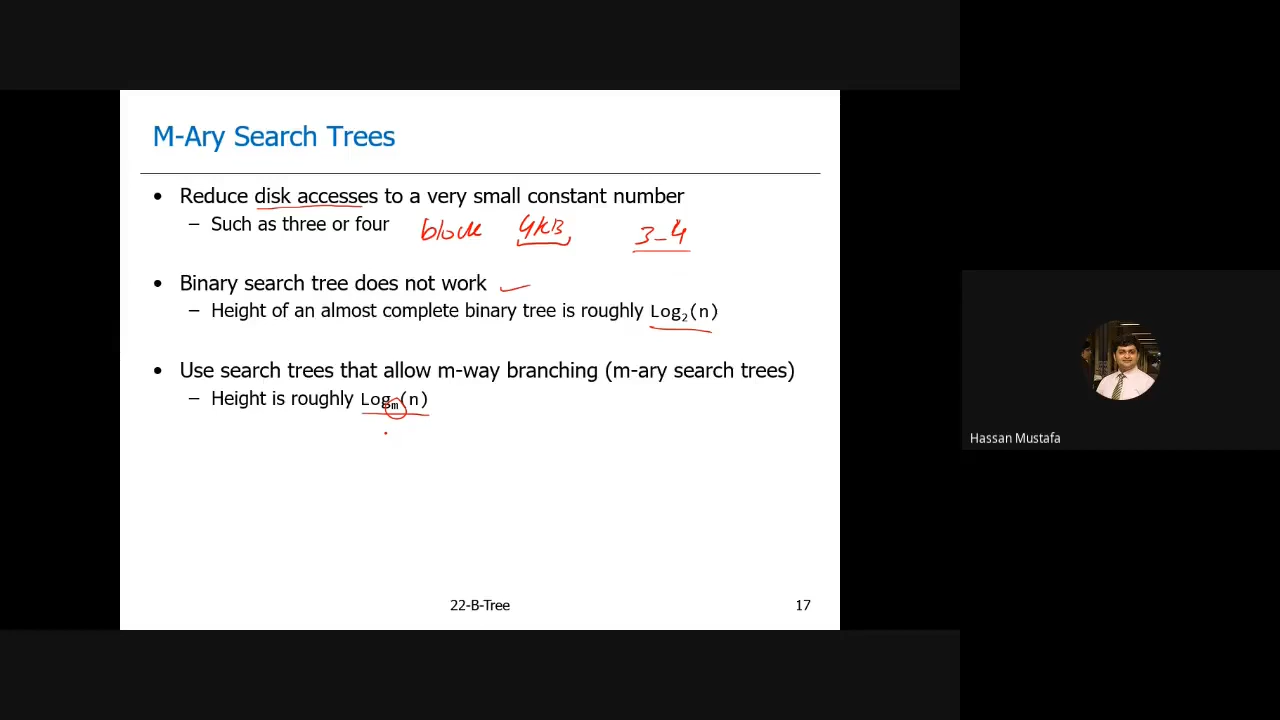 M-Ary Search Trees
• Reduce disk accesses to a very small constant number
– Such as three or four block 4KB 3-4
• Binary search tree does not work
– Height of an almost complete binary tree is roughly Log₂(n)
• Use search trees that allow m-way branching (m-ary search trees)
– Height is roughly Logₘ(n)
22-B-Tree 17
Hassan Mustafa